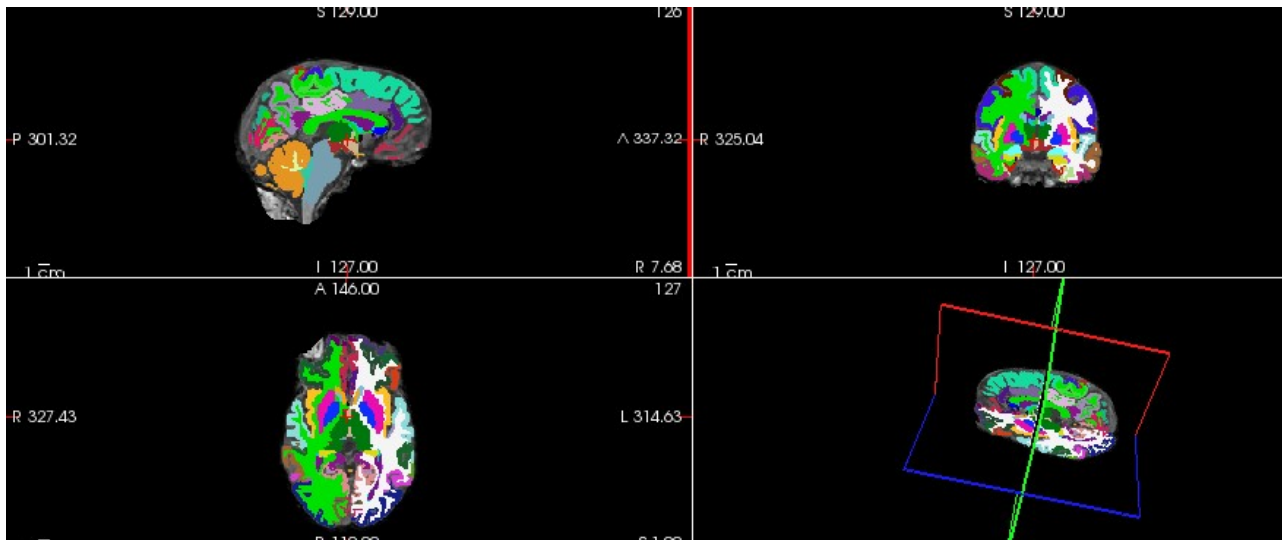 S 129.00
126
S 129.00
P 301.32
A 337.32
R 325.04
1 cm
I 127.00
R 7.68
1 cm
I 127.00
A 146.00
127
R 327.43
L 314.63